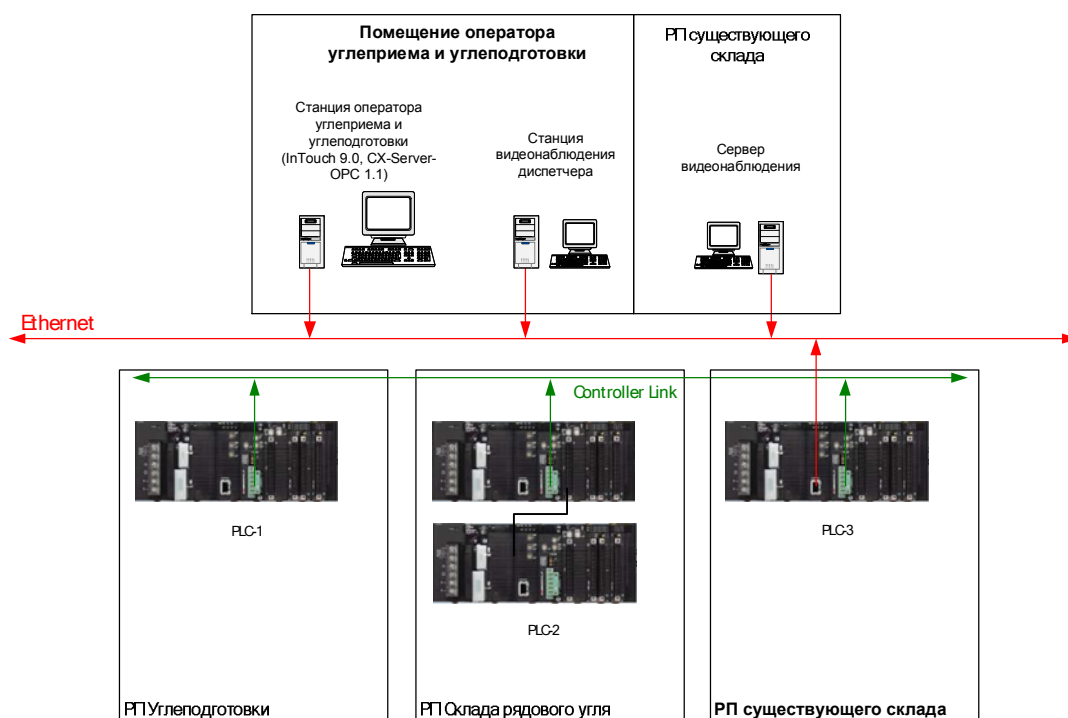 Помещение оператора
углеприема и углеподготовки
РП существующего
склада
Станция оператора
углеприема и
углеподготовки
(InTouch 9.0, CX-Server-
OPC 1.1)
Станция
видеонаблюдения
диспетчера
Сервер
видеонаблюдения
Ethernet
Controller Link
PLC-1
PLC-2
PLC-3
РП Углеподготовки
РП Склада рядового угля
РП существующего склада